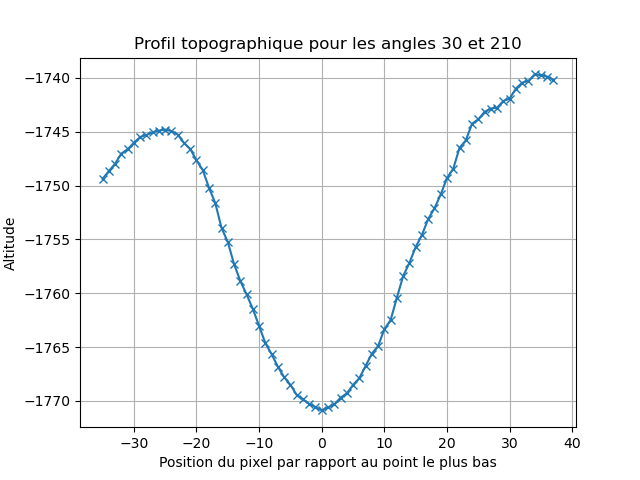 Profil topographique pour les angles 30 et 210
−1740
−1745
−1750
−1755
−1760
−1765
−1770
Altitude
−30 −20 −10 0 10 20 30 40
Position du pixel par rapport au point le plus bas